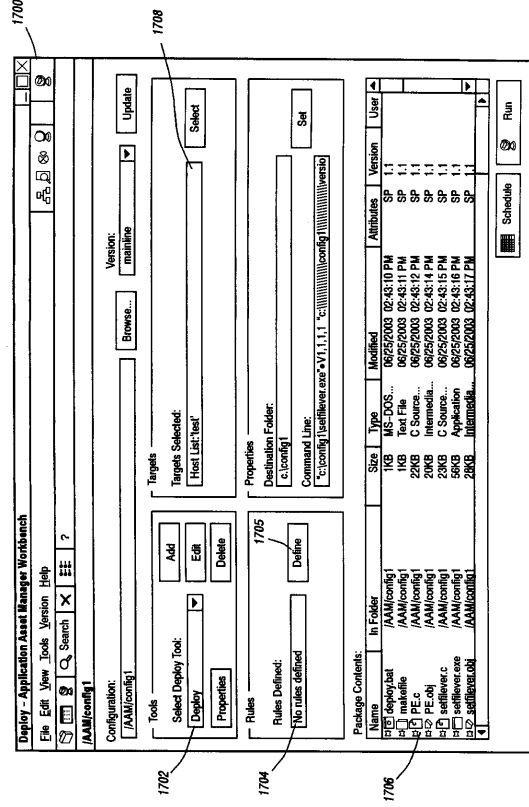 1700
Deploy – Application Asset Manager Workbench
File Edit View Tools Version Help
Search ?
/AAM/config1
Configuration:
/AAM/config1
Browse...
Version:
mainline
Update
Tools
Select Deploy Tool:
Deploy
Add
Edit
Delete
Properties
1702
Targets
Targets Selected:
Host List:'test'
Select
1708
Rules
Rules Defined:
No rules defined
Define
1705
1704
Properties
Destination Folder:
c:\config1
Command Line:
Set
Package Contents:
Name In Folder Size Type Modified Attributes Version User
deploy.bat /AAM/config1 1KB MS-DOS... 06/25/2003 02:43:10 PM SP 1.1
makefile /AAM/config1 1KB Text File 06/25/2003 02:43:11 PM SP 1.1
PE.c /AAM/config1 22KB C Source... 06/25/2003 02:43:12 PM SP 1.1
PE.obj /AAM/config1 20KB Intermedia... 06/25/2003 02:43:14 PM SP 1.1
setfilever.c /AAM/config1 23KB C Source... 06/25/2003 02:43:15 PM SP 1.1
setfilever.exe /AAM/config1 56KB Application 06/25/2003 02:43:16 PM SP 1.1
setfilever.obj /AAM/config1 28KB Intermedia... 06/25/2003 02:43:17 PM SP 1.1
1706
Schedule
Run